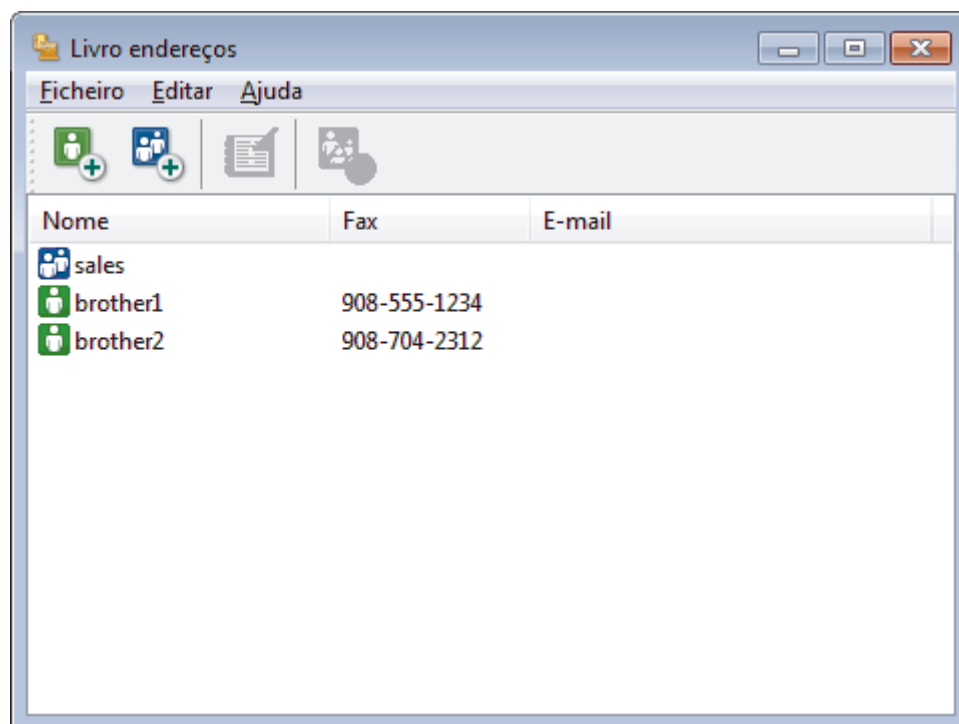 Livro endereços
Ficheiro Editar Ajuda
Nome Fax E-mail
sales
brother1 908-555-1234
brother2 908-704-2312